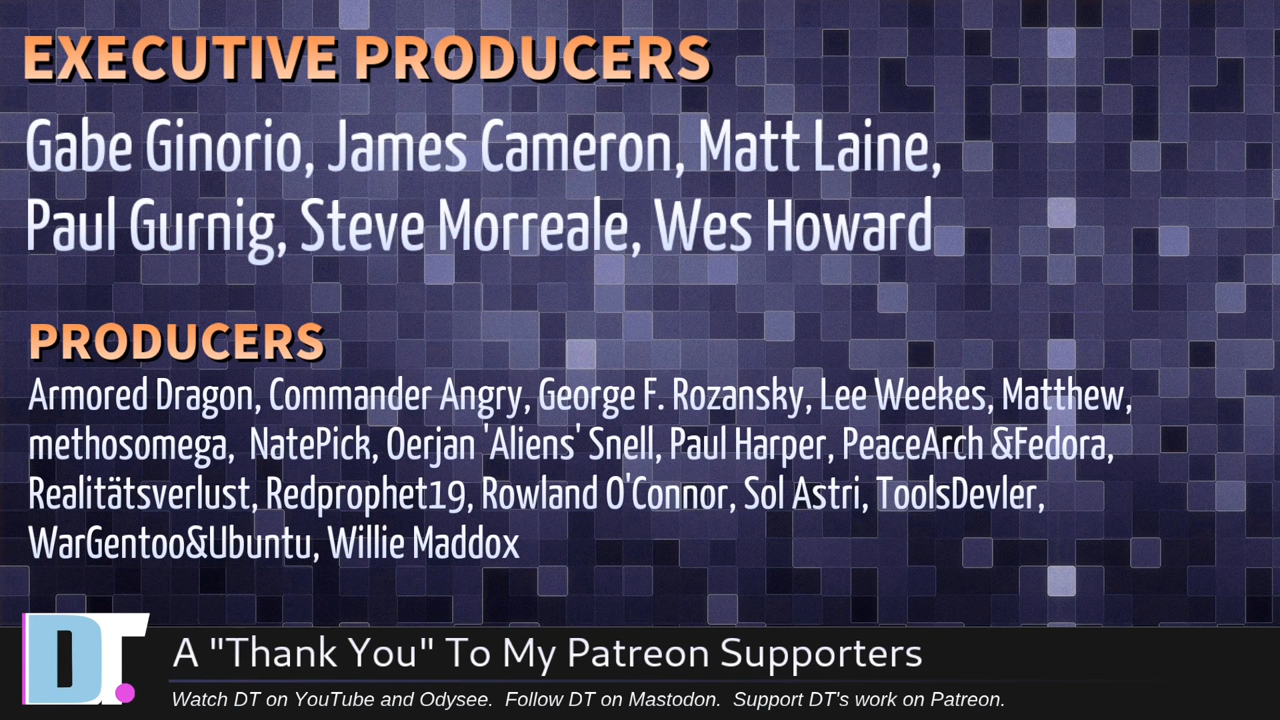 EXECUTIVE PRODUCERS
Gabe Ginorio, James Cameron, Matt Laine,
Paul Gurnig, Steve Morreale, Wes Howard
PRODUCERS
Armored Dragon, Commander Angry, George F. Rozansky, Lee Weekes, Matthew,
methosomega,  NatePick, Oerjan 'Aliens' Snell, Paul Harper, PeaceArch &Fedora,
Realitätsverlust, Redprophet19, Rowland O'Connor, Sol Astri, ToolsDevler,
WarGentoo&Ubuntu, Willie Maddox
DT.
A "Thank You" To My Patreon Supporters
Watch DT on YouTube and Odysee.  Follow DT on Mastodon.  Support DT's work on Patreon.